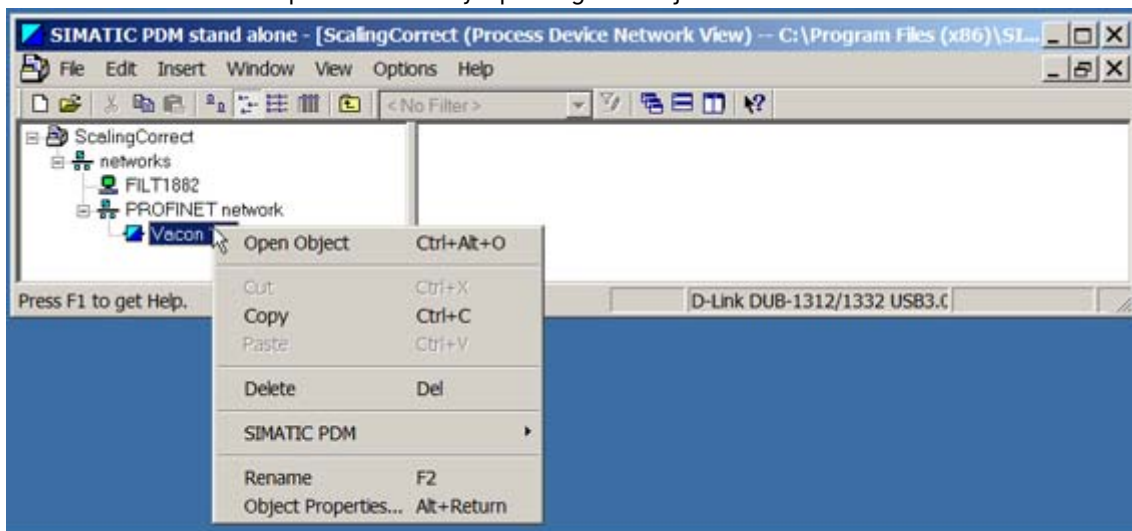 SIMATIC PDM stand alone - [ScalingCorrect (Process Device Network View) -- C:\Program Files (x86)\SI...
File Edit Insert Window View Options Help
< No Filter >
ScalingCorrect
networks
FILT1882
PROFINET network
Vacon
Open Object Ctrl+Alt+O
Cut Ctrl+X
Copy Ctrl+C
Paste Ctrl+V
Delete Del
SIMATIC PDM
Rename F2
Object Properties... Alt+Return
Press F1 to get Help.
D-Link DUB-1312/1332 USB3.0